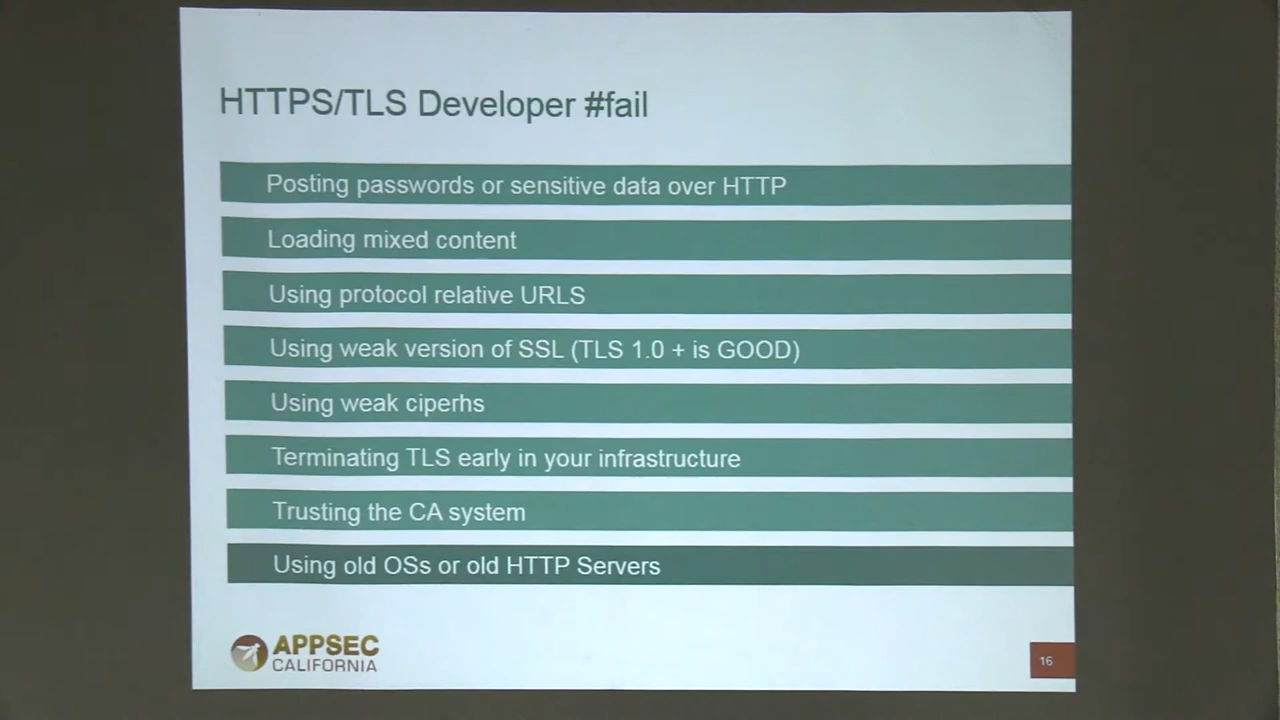 HTTPS/TLS Developer #fail
Posting passwords or sensitive data over HTTP
Loading mixed content
Using protocol relative URLS
Using weak version of SSL (TLS 1.0 + is GOOD)
Using weak ciperhs
Terminating TLS early in your infrastructure
Trusting the CA system
Using old OSs or old HTTP Servers
APPSEC
CALIFORNIA
16